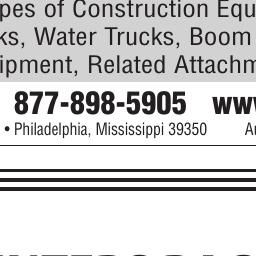 pes of Construction Equ
ks, Water Trucks, Boom
ipment, Related Attachm
877-898-5905 www
• Philadelphia, Mississippi 39350 Au